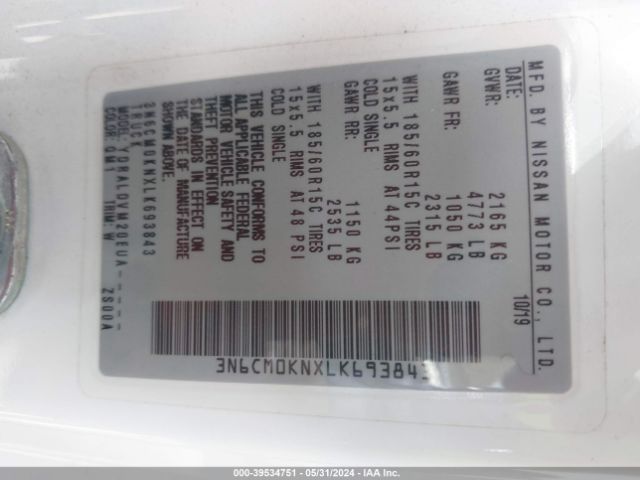 MFD. BY NISSAN MOTOR CO., LTD.
DATE: 10/19
GVWR: 2165 KG
4773 LB
GAWR FR: 1050 KG
2315 LB
WITH 185/60R15C TIRES
15x5.5 RIMS AT 44PSI
COLD SINGLE
GAWR RR: 1150 KG
2535 LB
WITH 185/60R15C TIRES
15x5.5 RIMS AT 48 PSI
COLD SINGLE
THIS VEHICLE CONFORMS TO
ALL APPLICABLE FEDERAL
MOTOR VEHICLE SAFETY AND
THEFT PREVENTION
STANDARDS IN EFFECT ON
THE DATE OF MANUFACTURE
SHOWN ABOVE.
3N6CM0KNXLK693843
TRUCK
MODEL: YDRALDVM20EUA-----
COLOR: QM1 TRIM: W ZS00A
3N6CM0KNXLK693843
000-39534751 - 05/31/2024 - IAA Inc.